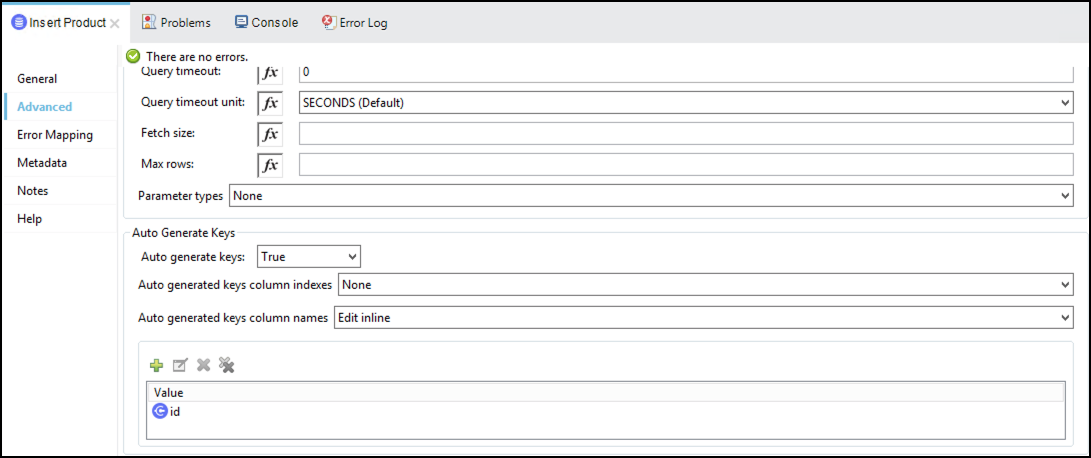 Insert Product Problems Console Error Log
There are no errors.
General
Advanced
Error Mapping
Metadata
Notes
Help
Query timeout: fx 0
Query timeout unit: fx SECONDS (Default)
Fetch size: fx
Max rows: fx
Parameter types None
Auto Generate Keys
Auto generate keys: True
Auto generated keys column indexes None
Auto generated keys column names Edit inline
Value
id